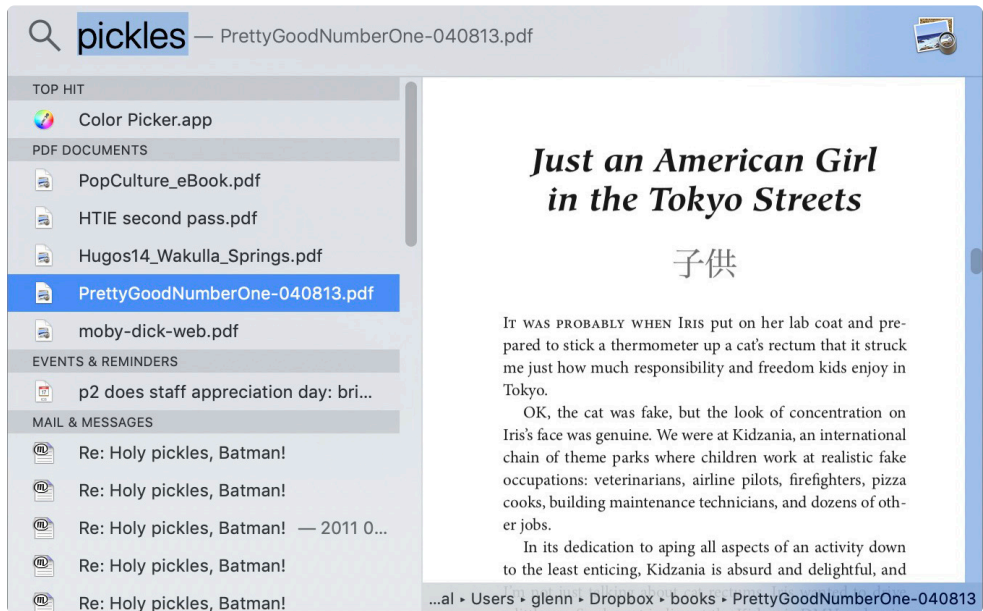 pickles — PrettyGoodNumberOne-040813.pdf
TOP HIT
Color Picker.app
PDF DOCUMENTS
PopCulture_eBook.pdf
HTIE second pass.pdf
Hugos14_Wakulla_Springs.pdf
PrettyGoodNumberOne-040813.pdf
moby-dick-web.pdf
EVENTS & REMINDERS
p2 does staff appreciation day: bri...
MAIL & MESSAGES
Re: Holy pickles, Batman!
Re: Holy pickles, Batman!
Re: Holy pickles, Batman! — 2011 0...
Re: Holy pickles, Batman!
Re: Holy pickles, Batman!
Just an American Girl
in the Tokyo Streets
子供
IT WAS PROBABLY WHEN IRIS put on her lab coat and pre-
pared to stick a thermometer up a cat's rectum that it struck
me just how much responsibility and freedom kids enjoy in
Tokyo.
OK, the cat was fake, but the look of concentration on
Iris's face was genuine. We were at Kidzania, an international
chain of theme parks where children work at realistic fake
occupations: veterinarians, airline pilots, firefighters, pizza
cooks, building maintenance technicians, and dozens of oth-
er jobs.
In its dedication to aping all aspects of an activity down
to the least enticing, Kidzania is absurd and delightful, and
...al ▸ Users ▸ glenn ▸ Dropbox ▸ books ▸ PrettyGoodNumberOne-040813